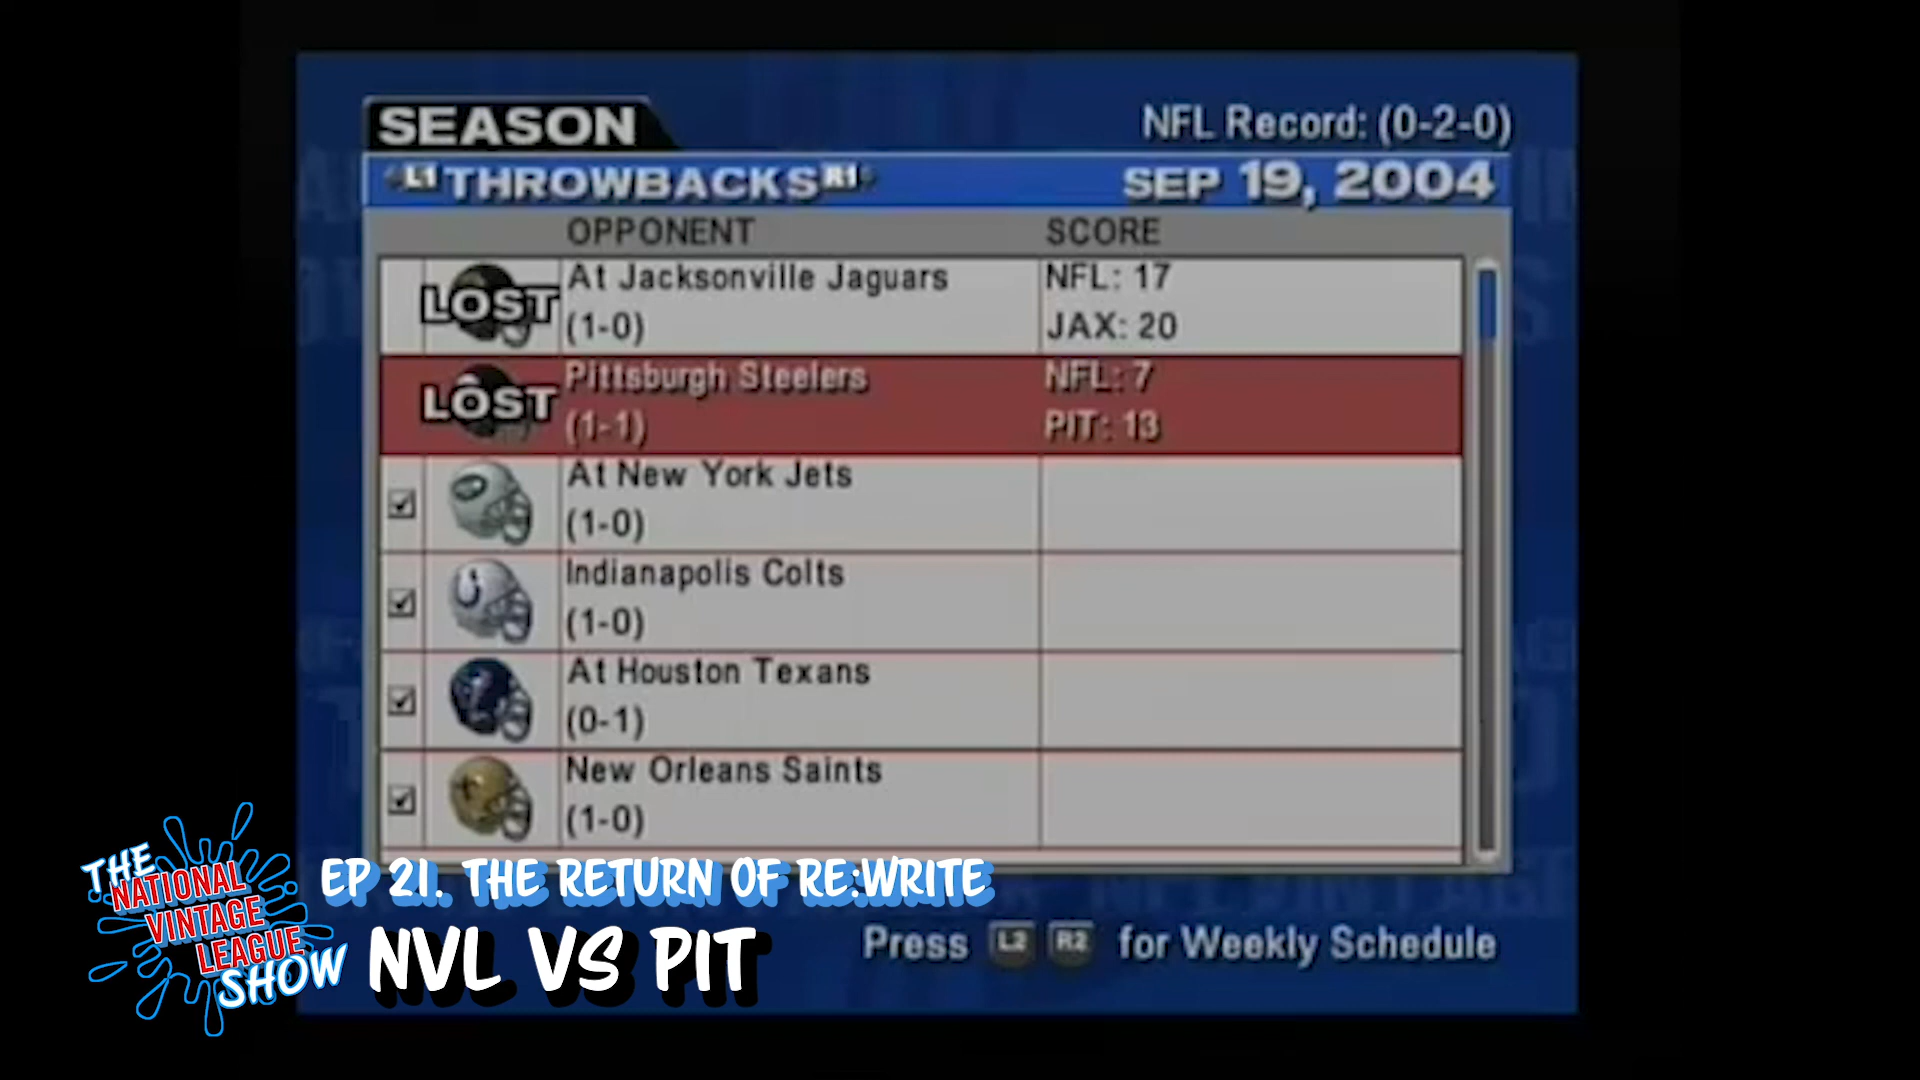 SEASON
NFL Record: (0-2-0)
L1 THROWBACKS R1
SEP 19, 2004
OPPONENT SCORE
LOST At Jacksonville Jaguars NFL: 17
(1-0) JAX: 20
LOST Pittsburgh Steelers NFL: 7
(1-1) PIT: 13
At New York Jets
(1-0)
Indianapolis Colts
(1-0)
At Houston Texans
(0-1)
New Orleans Saints
(1-0)
Press L2 R2 for Weekly Schedule
THE
NATIONAL
VINTAGE
LEAGUE
SHOW
EP 21. THE RETURN OF RE:WRITE
NVL VS PIT